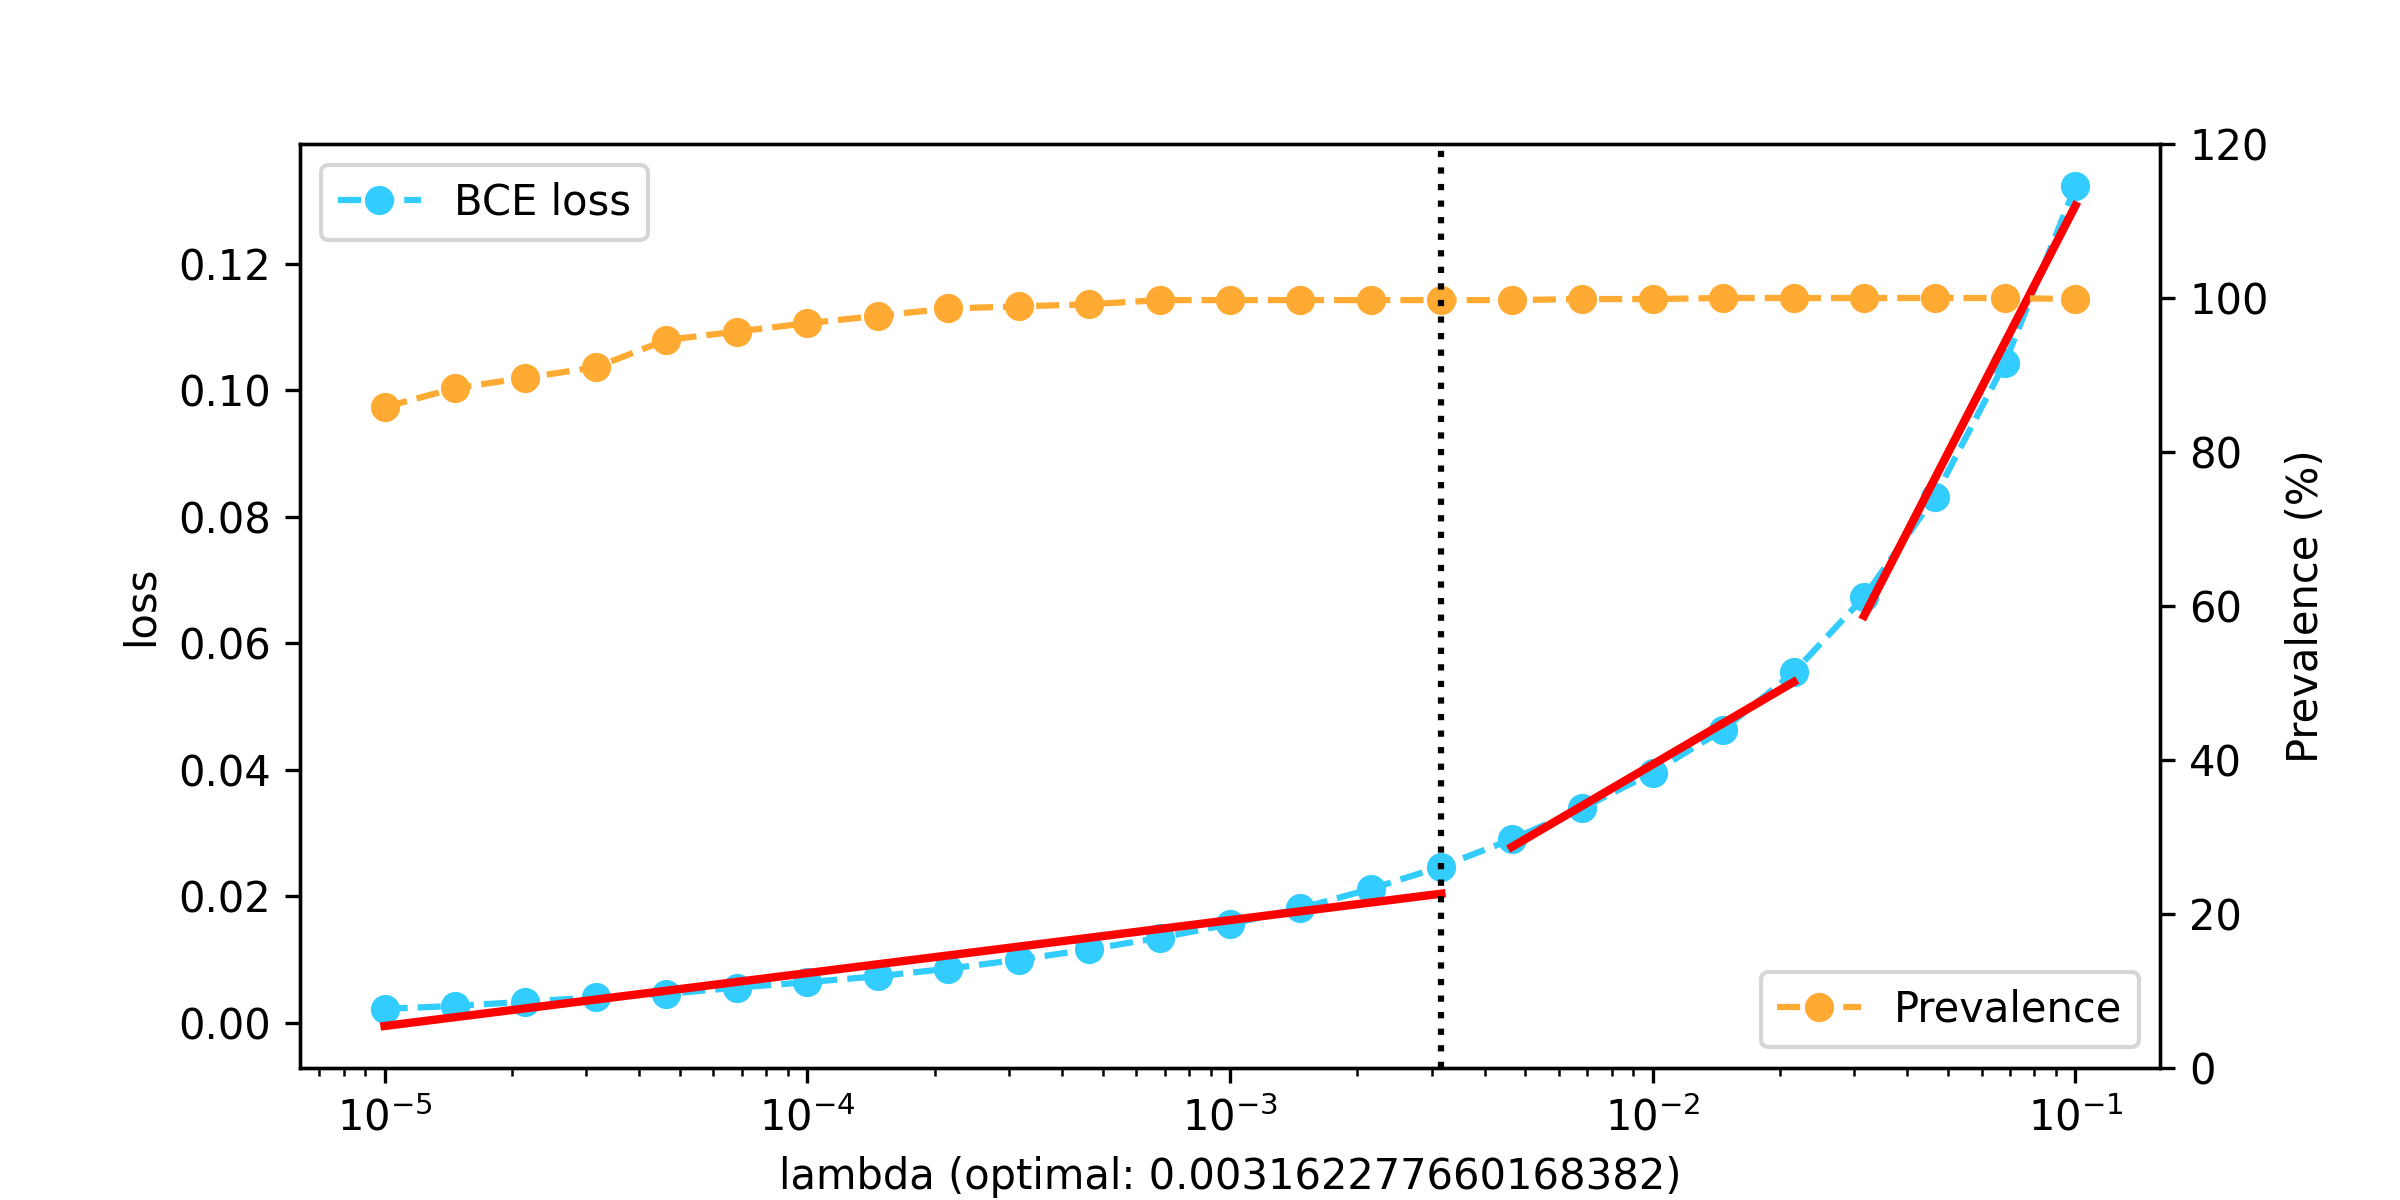 BCE loss
0.12
0.10
0.08
0.06
0.04
0.02
0.00
loss
120
100
80
60
40
20
0
Prevalence (%)
Prevalence
10⁻⁵ 10⁻⁴ 10⁻³ 10⁻² 10⁻¹
lambda (optimal: 0.003162277660168382)